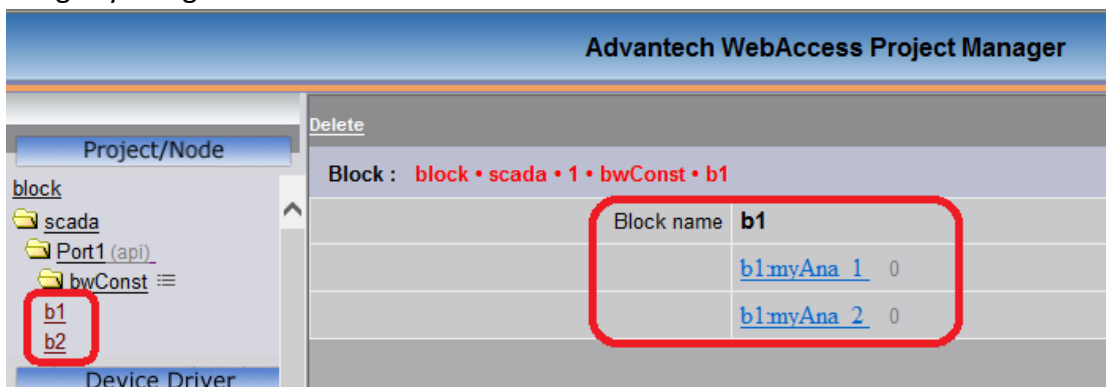 Advantech WebAccess Project Manager
Project/Node
block
scada
Port1 (api)
bwConst
b1
b2
Device Driver
Delete
Block : block • scada • 1 • bwConst • b1
Block name b1
b1:myAna_1 0
b1:myAna_2 0